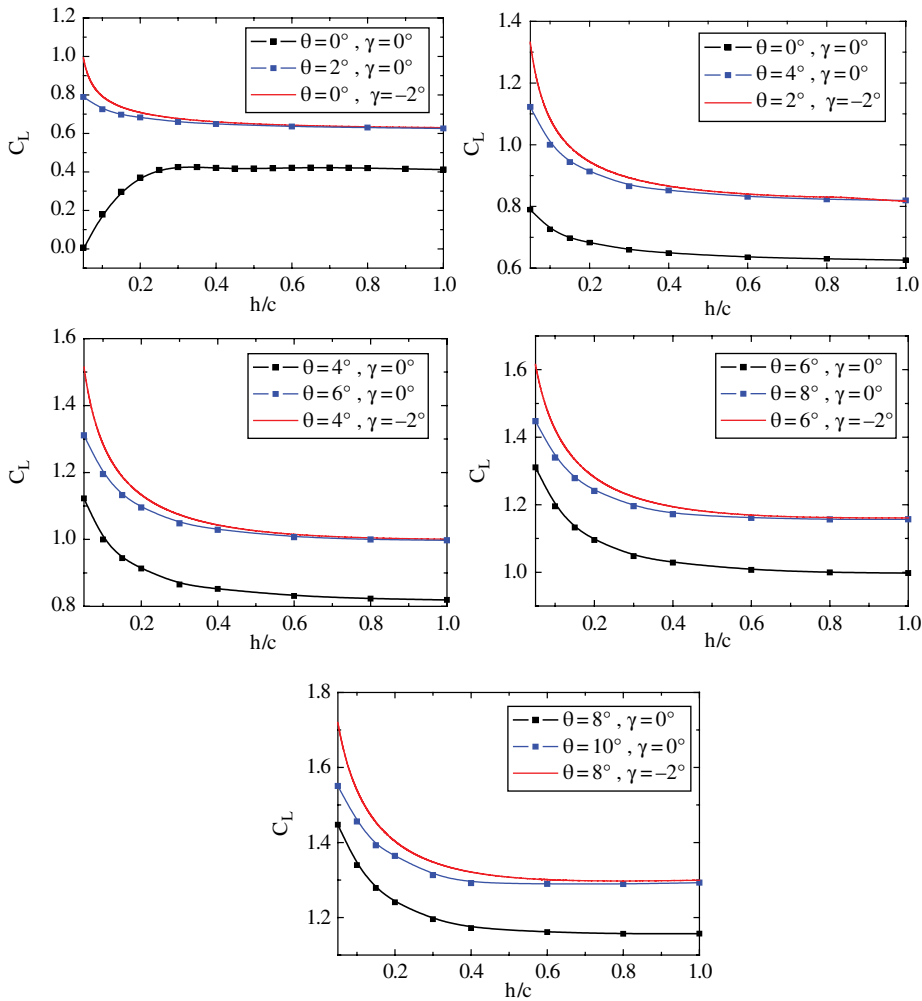 1.2
1.0
0.8
0.6
0.4
0.2
0.0
C_L
θ=0° , γ=0°
θ=2° , γ=0°
θ=0° , γ=−2°
0.2 0.4 0.6 0.8 1.0
h/c
1.4
1.2
1.0
0.8
0.6
C_L
θ=0° , γ=0°
θ=4° , γ=0°
θ=2° , γ=−2°
0.2 0.4 0.6 0.8 1.0
h/c
1.6
1.4
1.2
1.0
0.8
C_L
θ=4° , γ=0°
θ=6° , γ=0°
θ=4° , γ=−2°
0.2 0.4 0.6 0.8 1.0
h/c
1.6
1.4
1.2
1.0
C_L
θ=6° , γ=0°
θ=8° , γ=0°
θ=6° , γ=−2°
0.2 0.4 0.6 0.8 1.0
h/c
1.8
1.6
1.4
1.2
C_L
θ=8° , γ=0°
θ=10° , γ=0°
θ=8° , γ=−2°
0.2 0.4 0.6 0.8 1.0
h/c